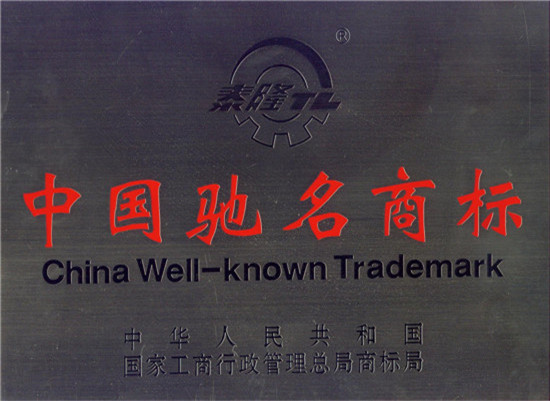 ®
泰隆TL
中国驰名商标
China Well-known Trademark
中华人民共和国
国家工商行政管理总局商标局